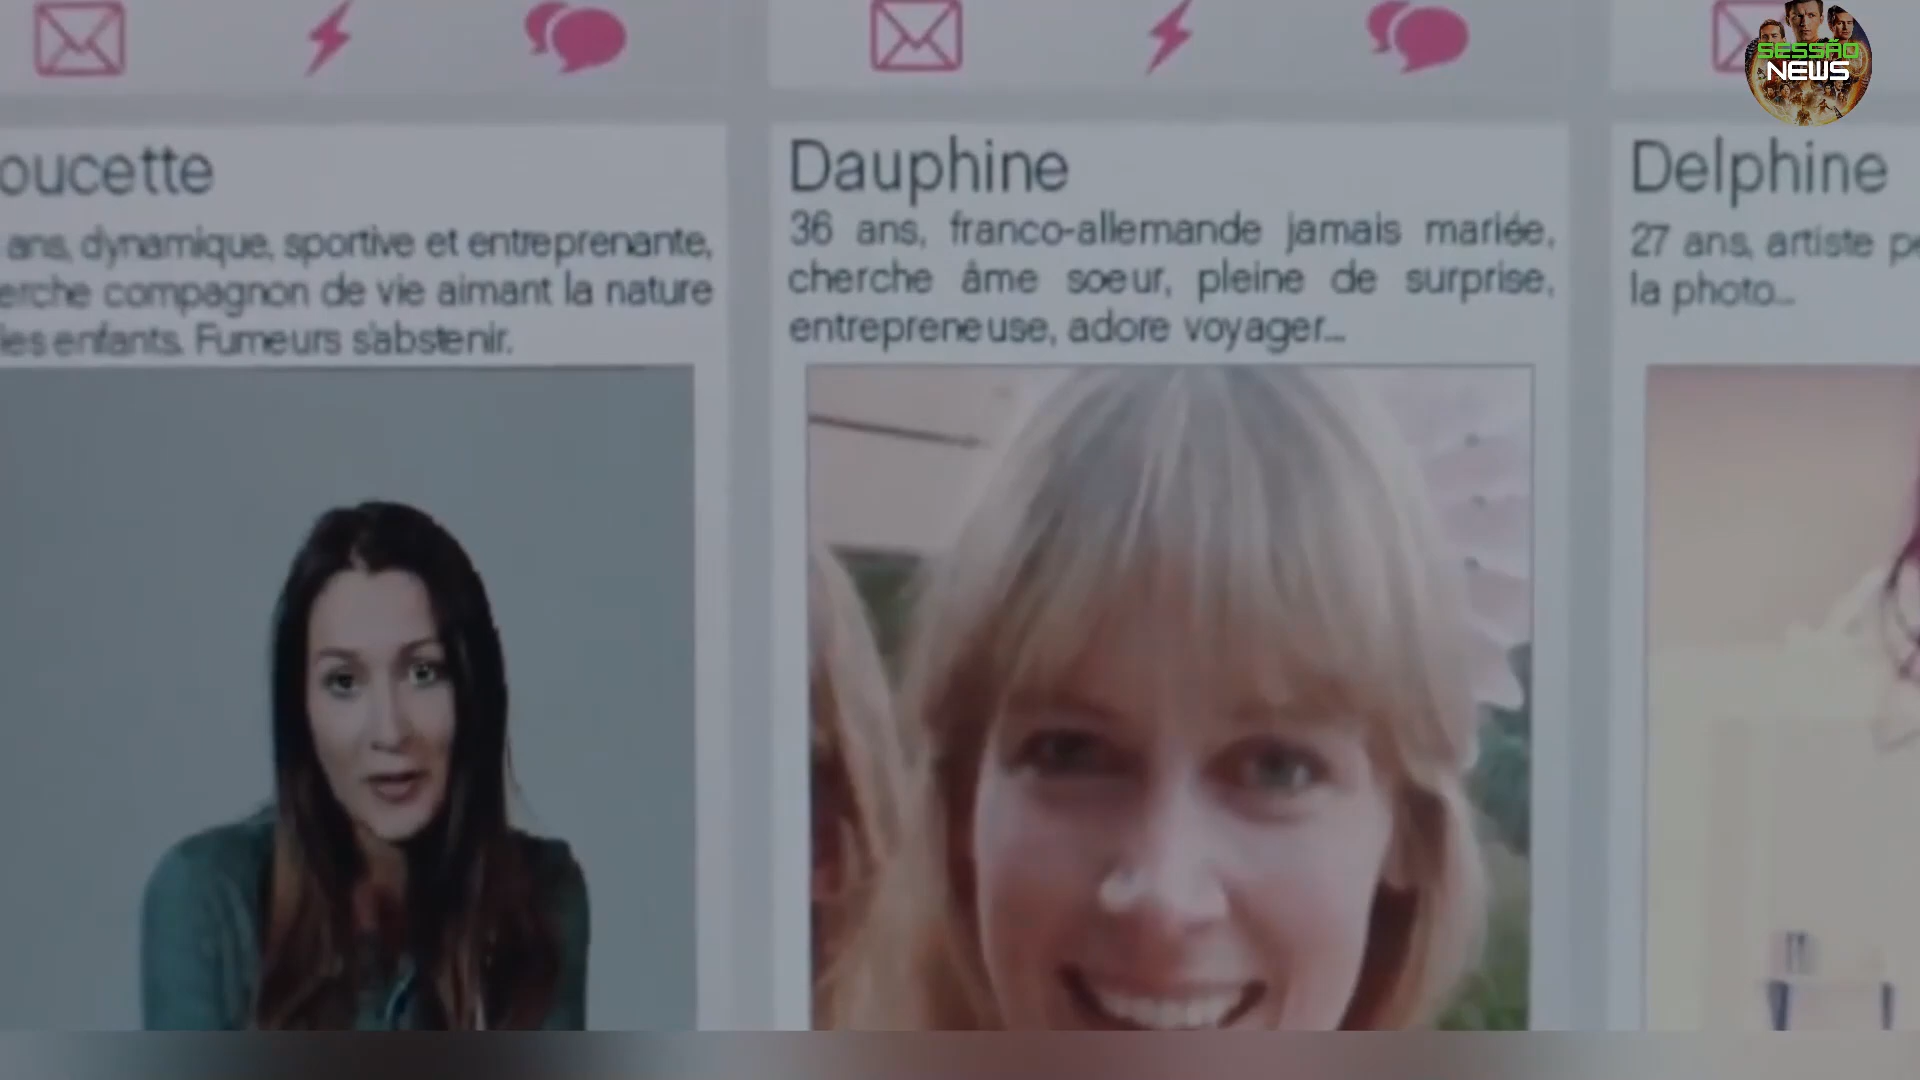 SESSÃO
NEWS
oucette
ans, dynamique, sportive et entreprenante,
erche compagnon de vie aimant la nature
les enfants. Fumeurs s'abstenir.
Dauphine
36 ans, franco-allemande jamais mariée,
cherche âme soeur, pleine de surprise,
entrepreneuse, adore voyager...
Delphine
27 ans, artiste pe
la photo...